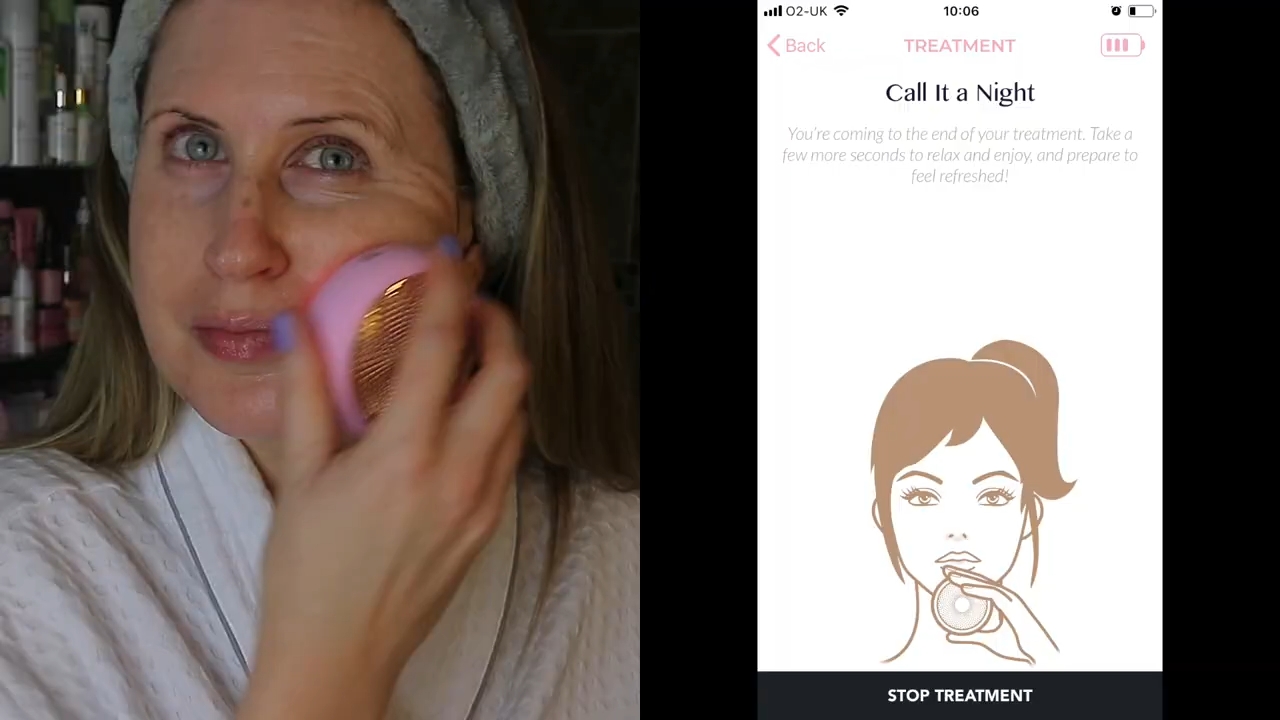 O2-UK
10:06
Back
TREATMENT
Call It a Night
You're coming to the end of your treatment. Take a
few more seconds to relax and enjoy, and prepare to
feel refreshed!
STOP TREATMENT